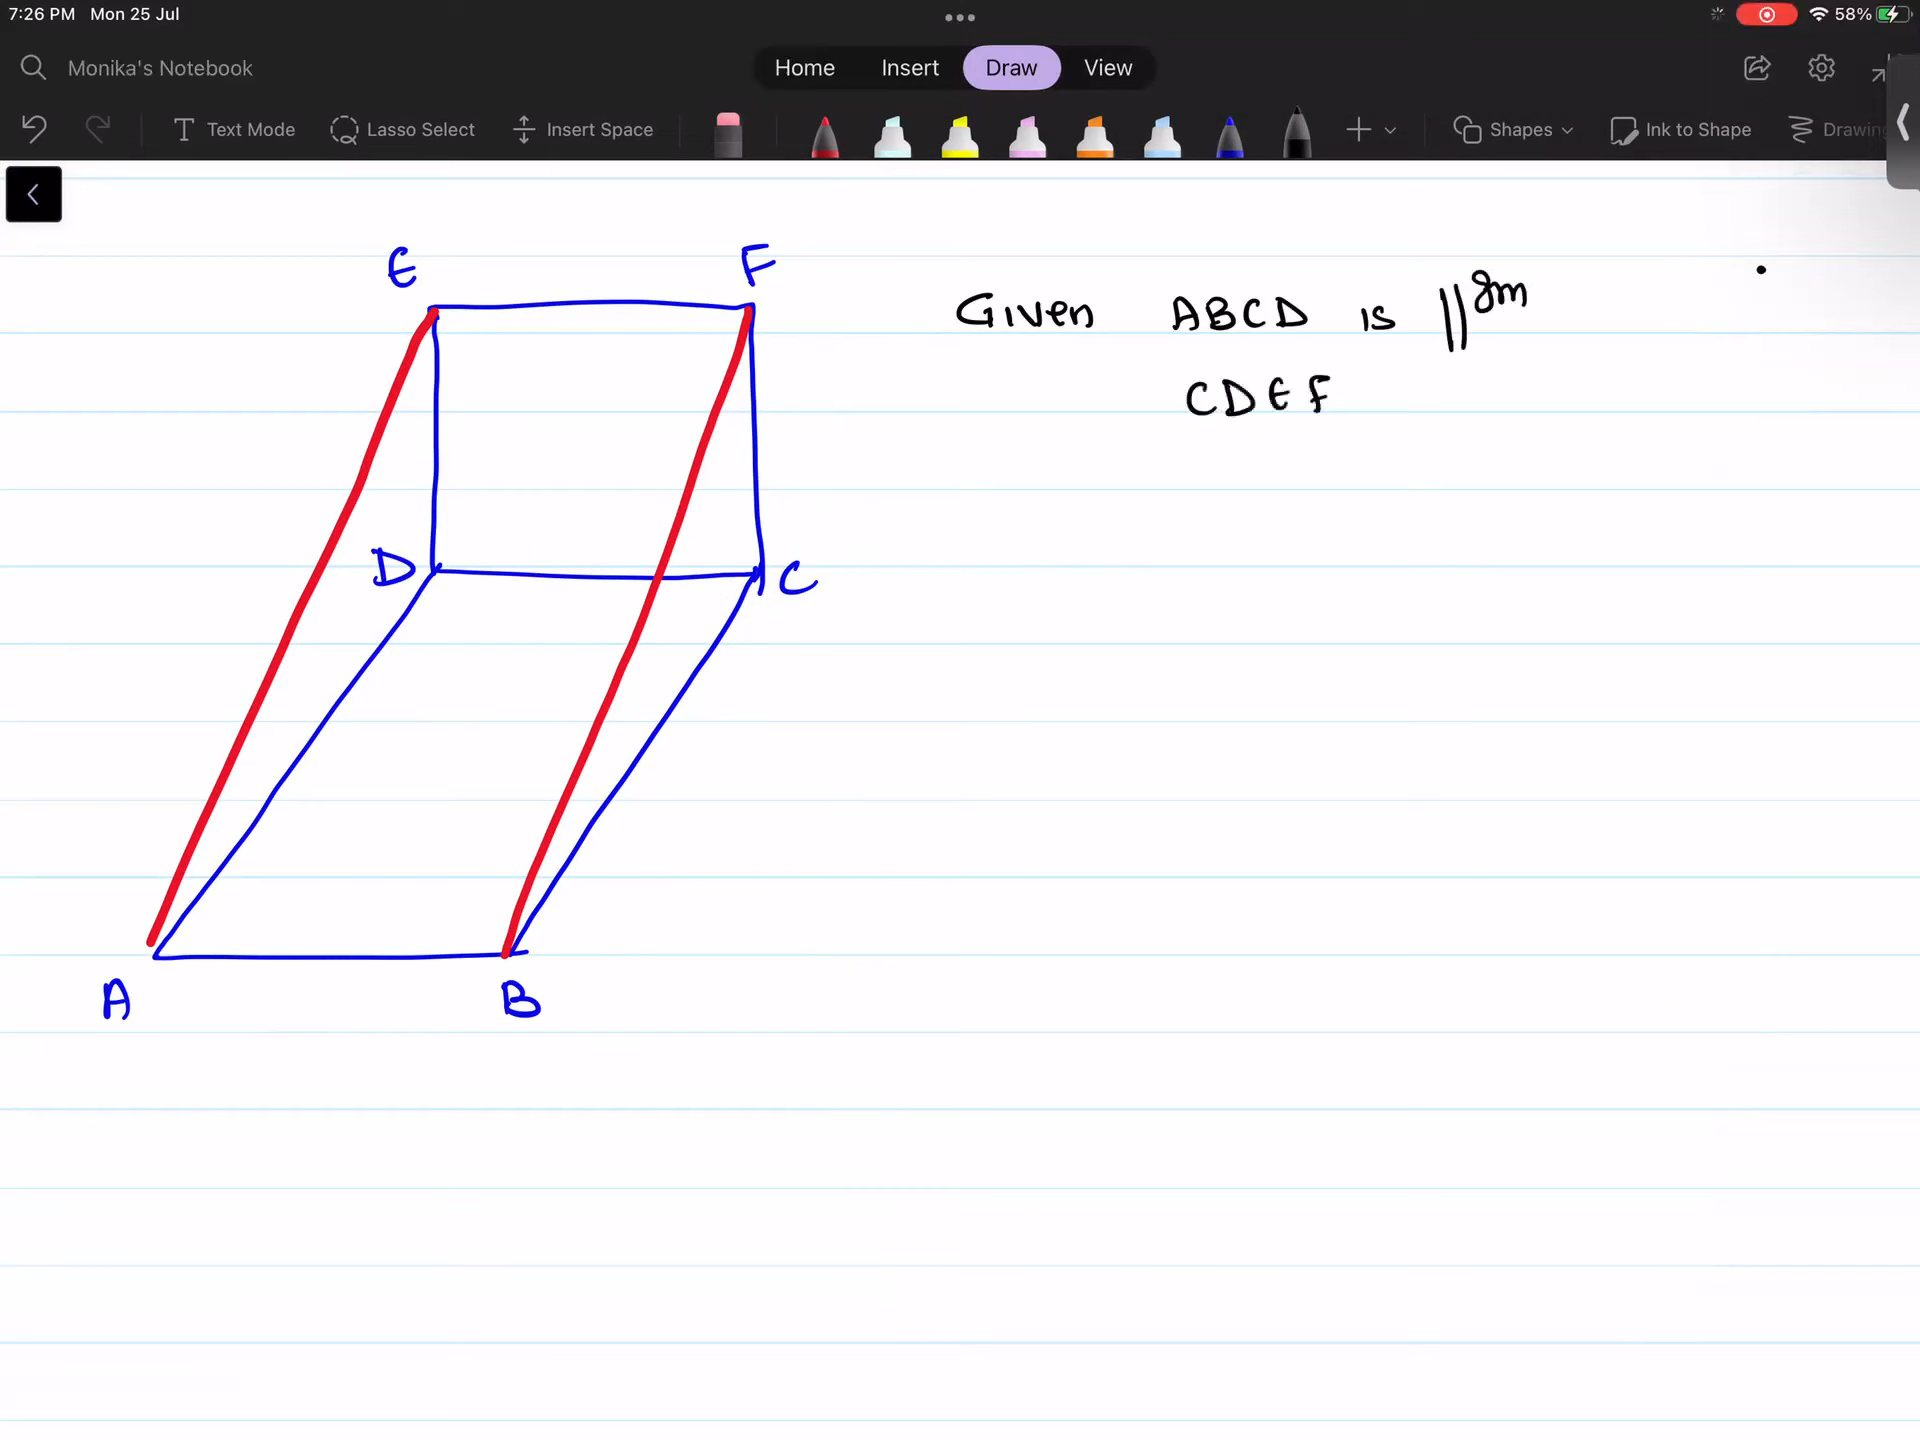 7:26 PM Mon 25 Jul
58%
Monika's Notebook
Home Insert Draw View
Text Mode Lasso Select Insert Space
Shapes Ink to Shape Drawing
E F
Given ABCD is ||gm
CDEF
D C
A B